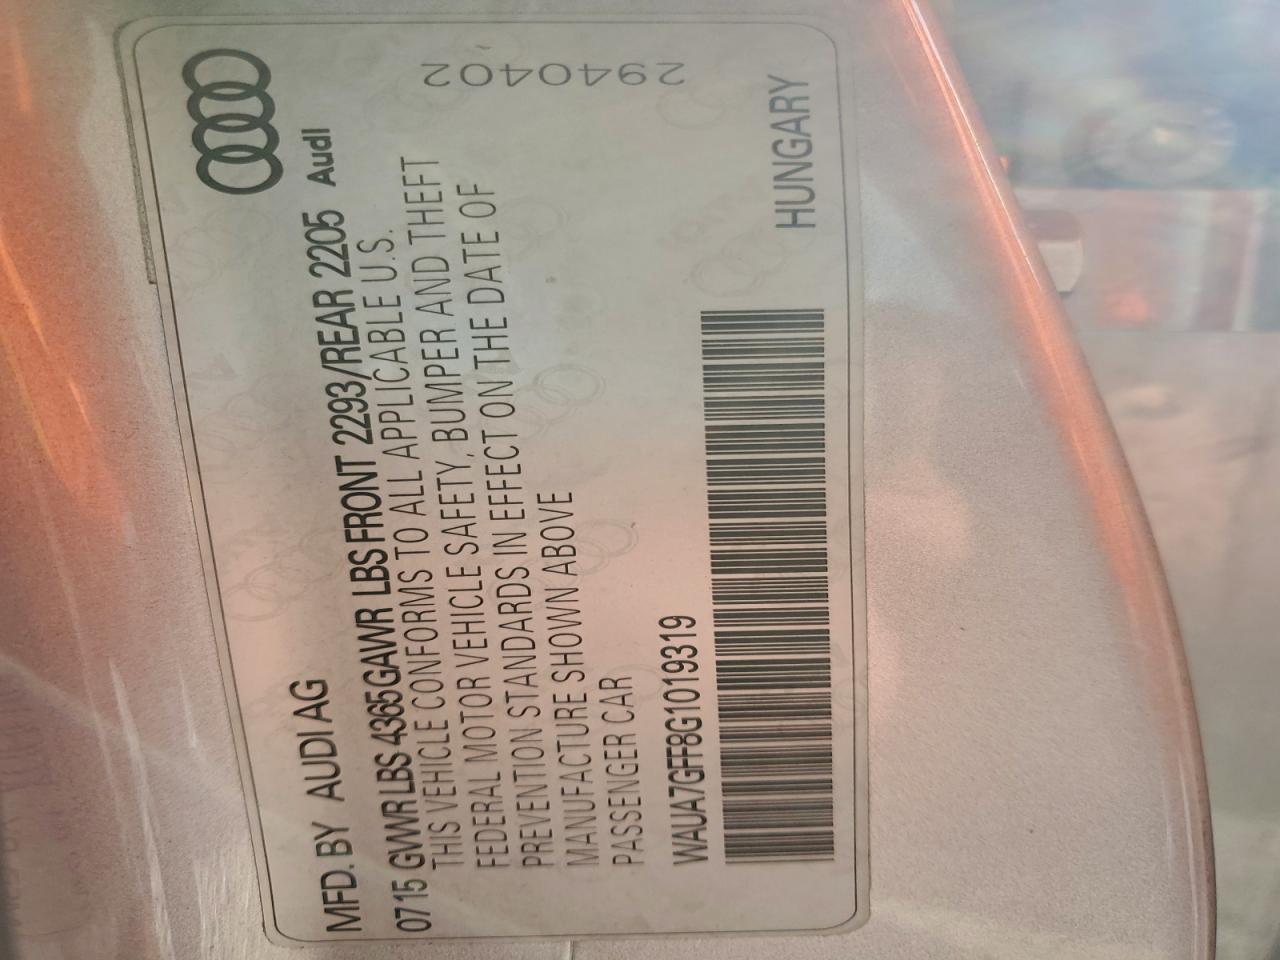 MFD. BY AUDI AG
0715 GVWR LBS 4365 GAWR LBS FRONT 2293/REAR 2205 Audi
THIS VEHICLE CONFORMS TO ALL APPLICABLE U.S.
FEDERAL MOTOR VEHICLE SAFETY, BUMPER AND THEFT
PREVENTION STANDARDS IN EFFECT ON THE DATE OF
MANUFACTURE SHOWN ABOVE
PASSENGER CAR
WAUA7GFF8G1019319
HUNGARY
2940402